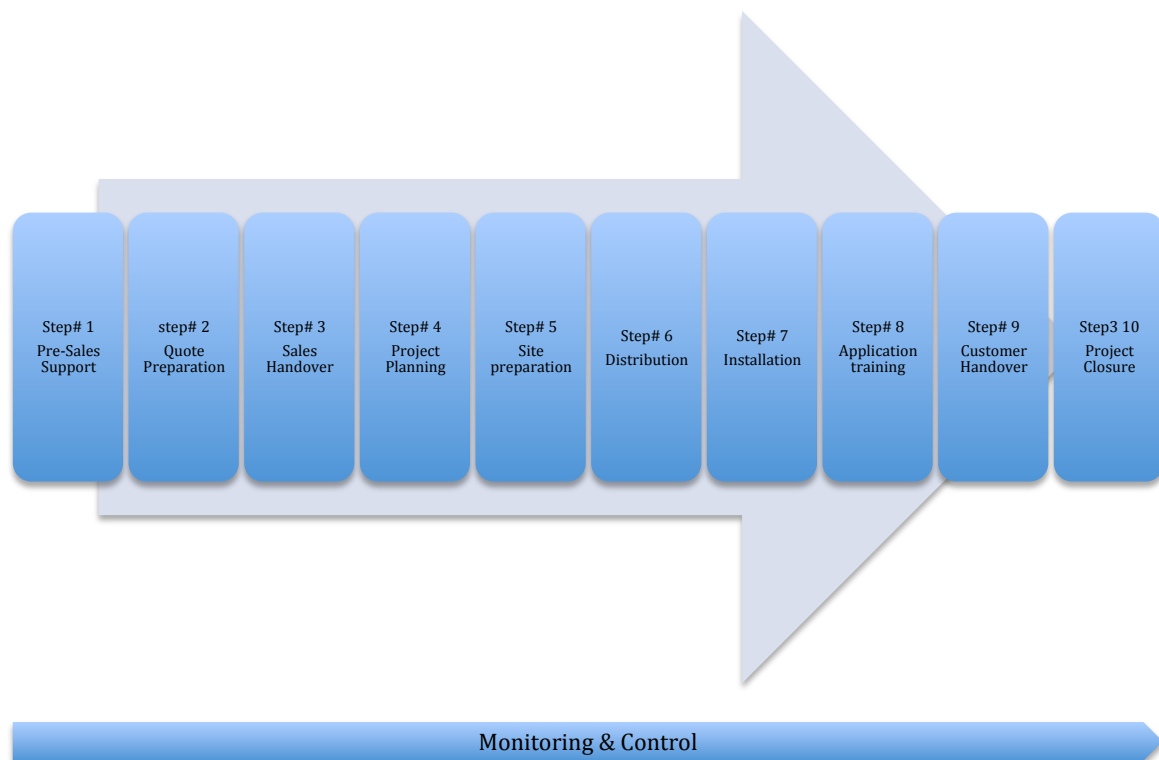 Step# 1
Pre-Sales
Support
step# 2
Quote
Preparation
Step# 3
Sales
Handover
Step# 4
Project
Planning
Step# 5
Site
preparation
Step# 6
Distribution
Step# 7
Installation
Step# 8
Application
training
Step# 9
Customer
Handover
Step3 10
Project
Closure
Monitoring & Control